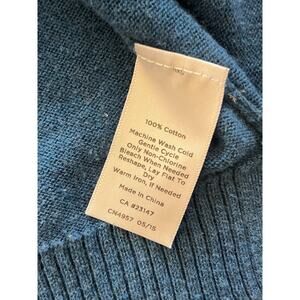 100% Cotton
Machine Wash Cold
Gentle Cycle
Only Non-Chlorine
Bleach When Needed
Reshape, Lay Flat To
Dry
Warm Iron, If Needed
Made in China
CA #23147
CN4957 05/15